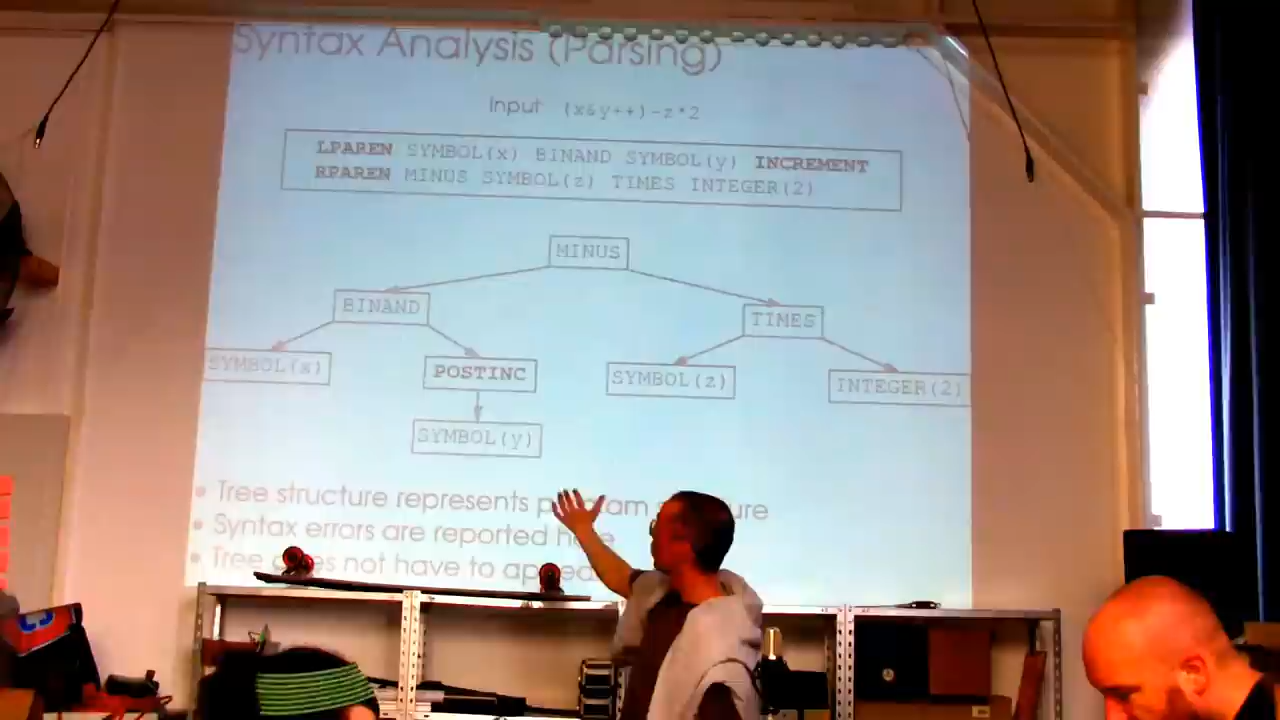 Syntax Analysis (Parsing)
Input (x&y++)-z*2
LPAREN SYMBOL(x) BINAND SYMBOL(y) INCREMENT
RPAREN MINUS SYMBOL(z) TIMES INTEGER(2)
MINUS
BINAND TIMES
SYMBOL(x) POSTINC SYMBOL(z) INTEGER(2)
SYMBOL(y)
• Tree structure represents
• Syntax errors are reported
• Tree not have to